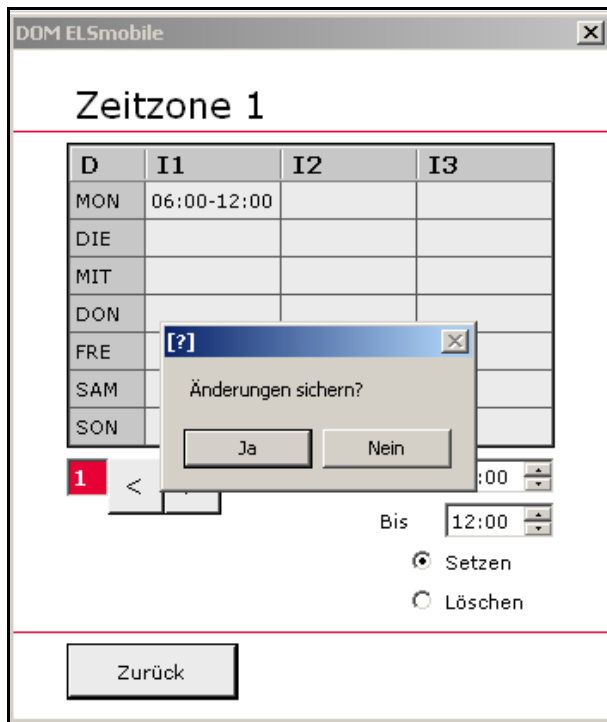 DOM ELSmobile
Zeitzone 1
D I1 I2 I3
MON 06:00-12:00
DIE
MIT
DON
FRE
SAM
SON
[?]
Änderungen sichern?
Ja Nein
1 < :00
Bis 12:00
Setzen
Löschen
Zurück